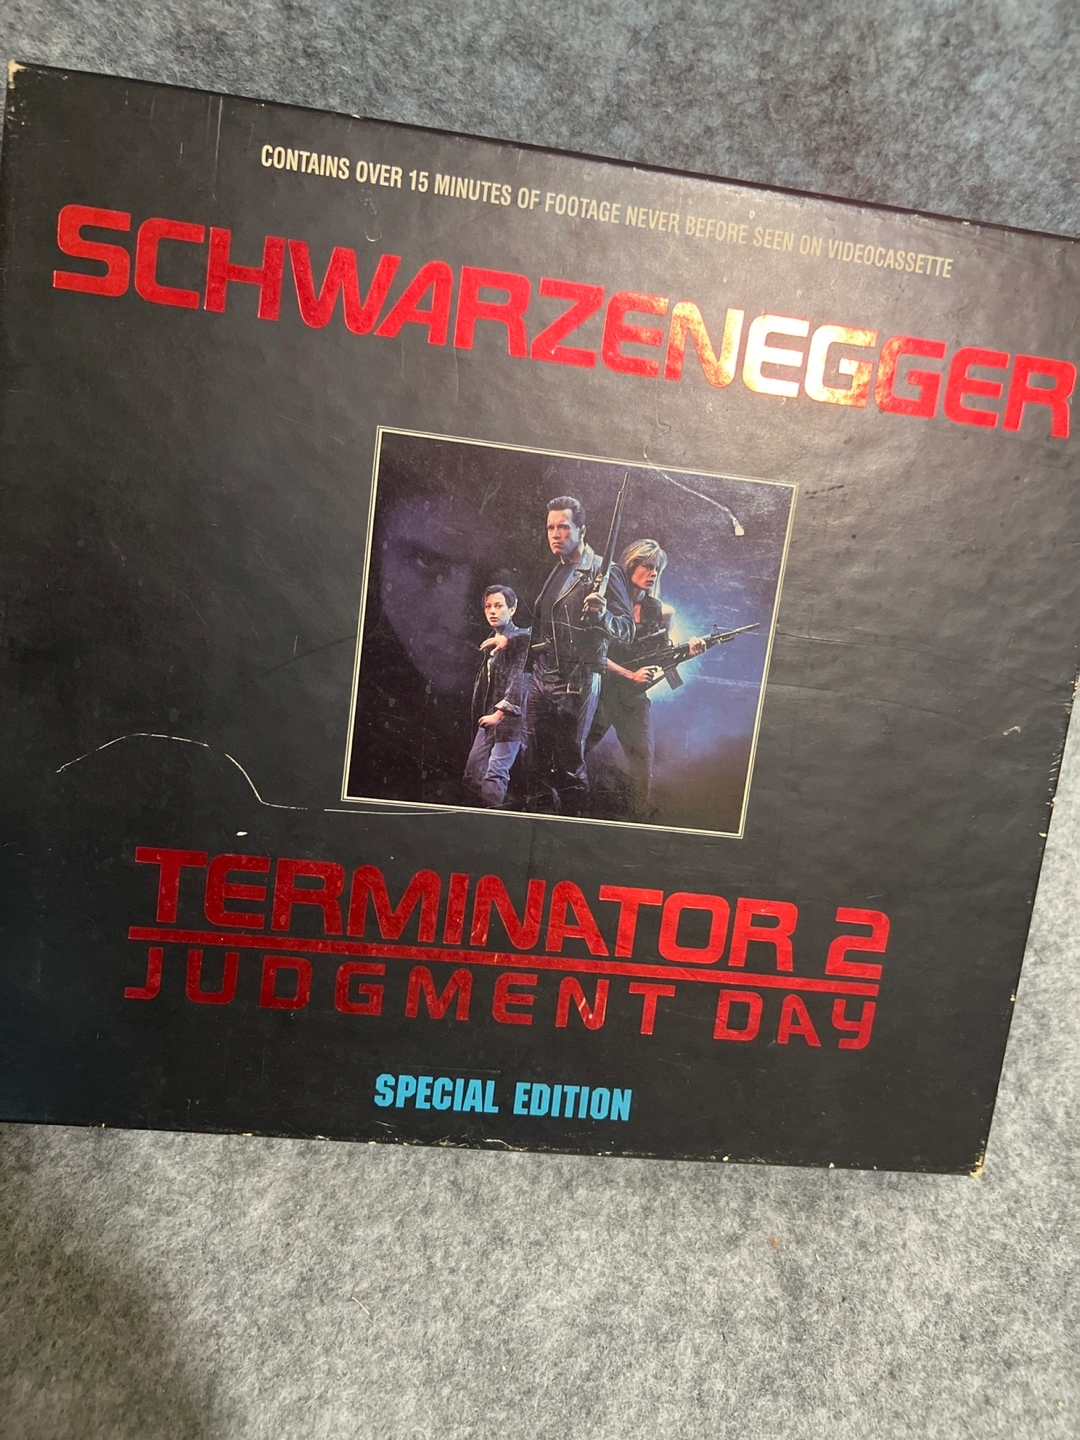 CONTAINS OVER 15 MINUTES OF FOOTAGE NEVER BEFORE SEEN ON VIDEOCASSETTE
SCHWARZENEGGER
TERMINATOR 2
JUDGMENT DAY
SPECIAL EDITION